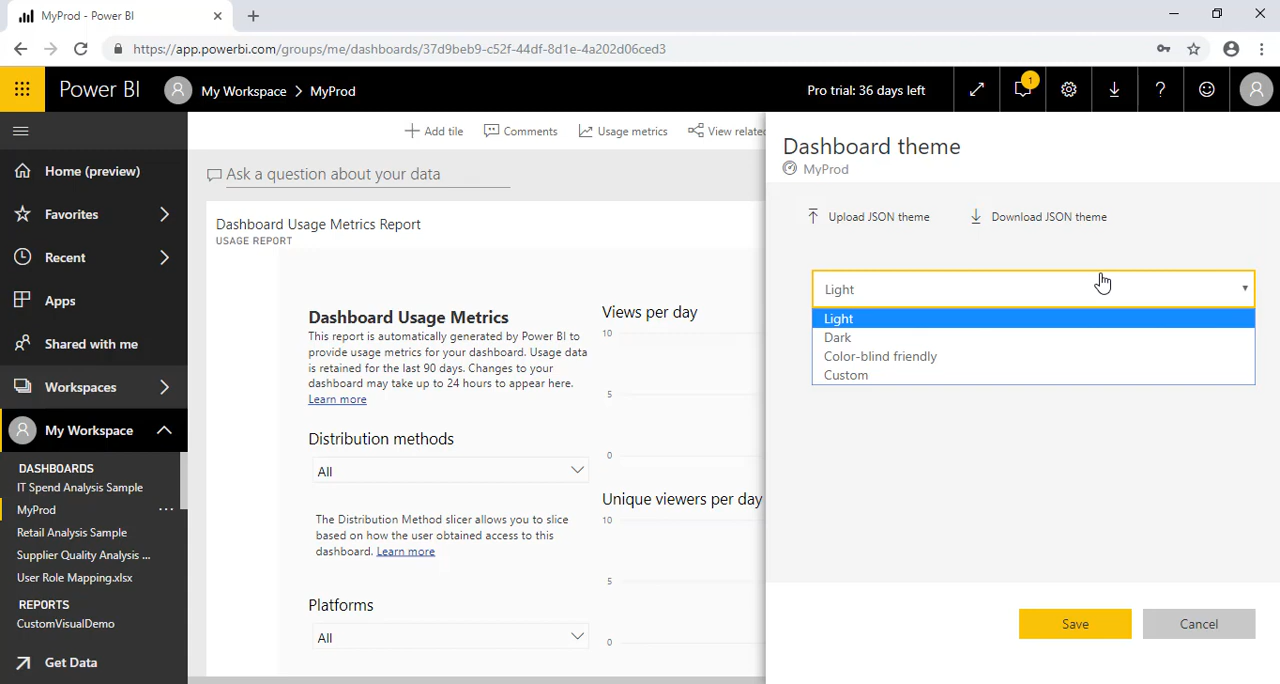 MyProd - Power BI
https://app.powerbi.com/groups/me/dashboards/37d9beb9-c52f-44df-8d1e-4a202d06ced3
Power BI
My Workspace > MyProd
Pro trial: 36 days left
1
Home (preview)
Favorites
Recent
Apps
Shared with me
Workspaces
My Workspace
DASHBOARDS
IT Spend Analysis Sample
MyProd
Retail Analysis Sample
Supplier Quality Analysis ...
User Role Mapping.xlsx
REPORTS
CustomVisualDemo
Get Data
Add tile
Comments
Usage metrics
View related
Ask a question about your data
Dashboard Usage Metrics Report
USAGE REPORT
Dashboard Usage Metrics
This report is automatically generated by Power BI to
provide usage metrics for your dashboard. Usage data
is retained for the last 90 days. Changes to your
dashboard may take up to 24 hours to appear here.
Learn more
Distribution methods
All
The Distribution Method slicer allows you to slice
based on how the user obtained access to this
dashboard. Learn more
Platforms
All
Views per day
10
5
0
Unique viewers per day
10
5
0
Dashboard theme
MyProd
Upload JSON theme
Download JSON theme
Light
Light
Dark
Color-blind friendly
Custom
Save
Cancel